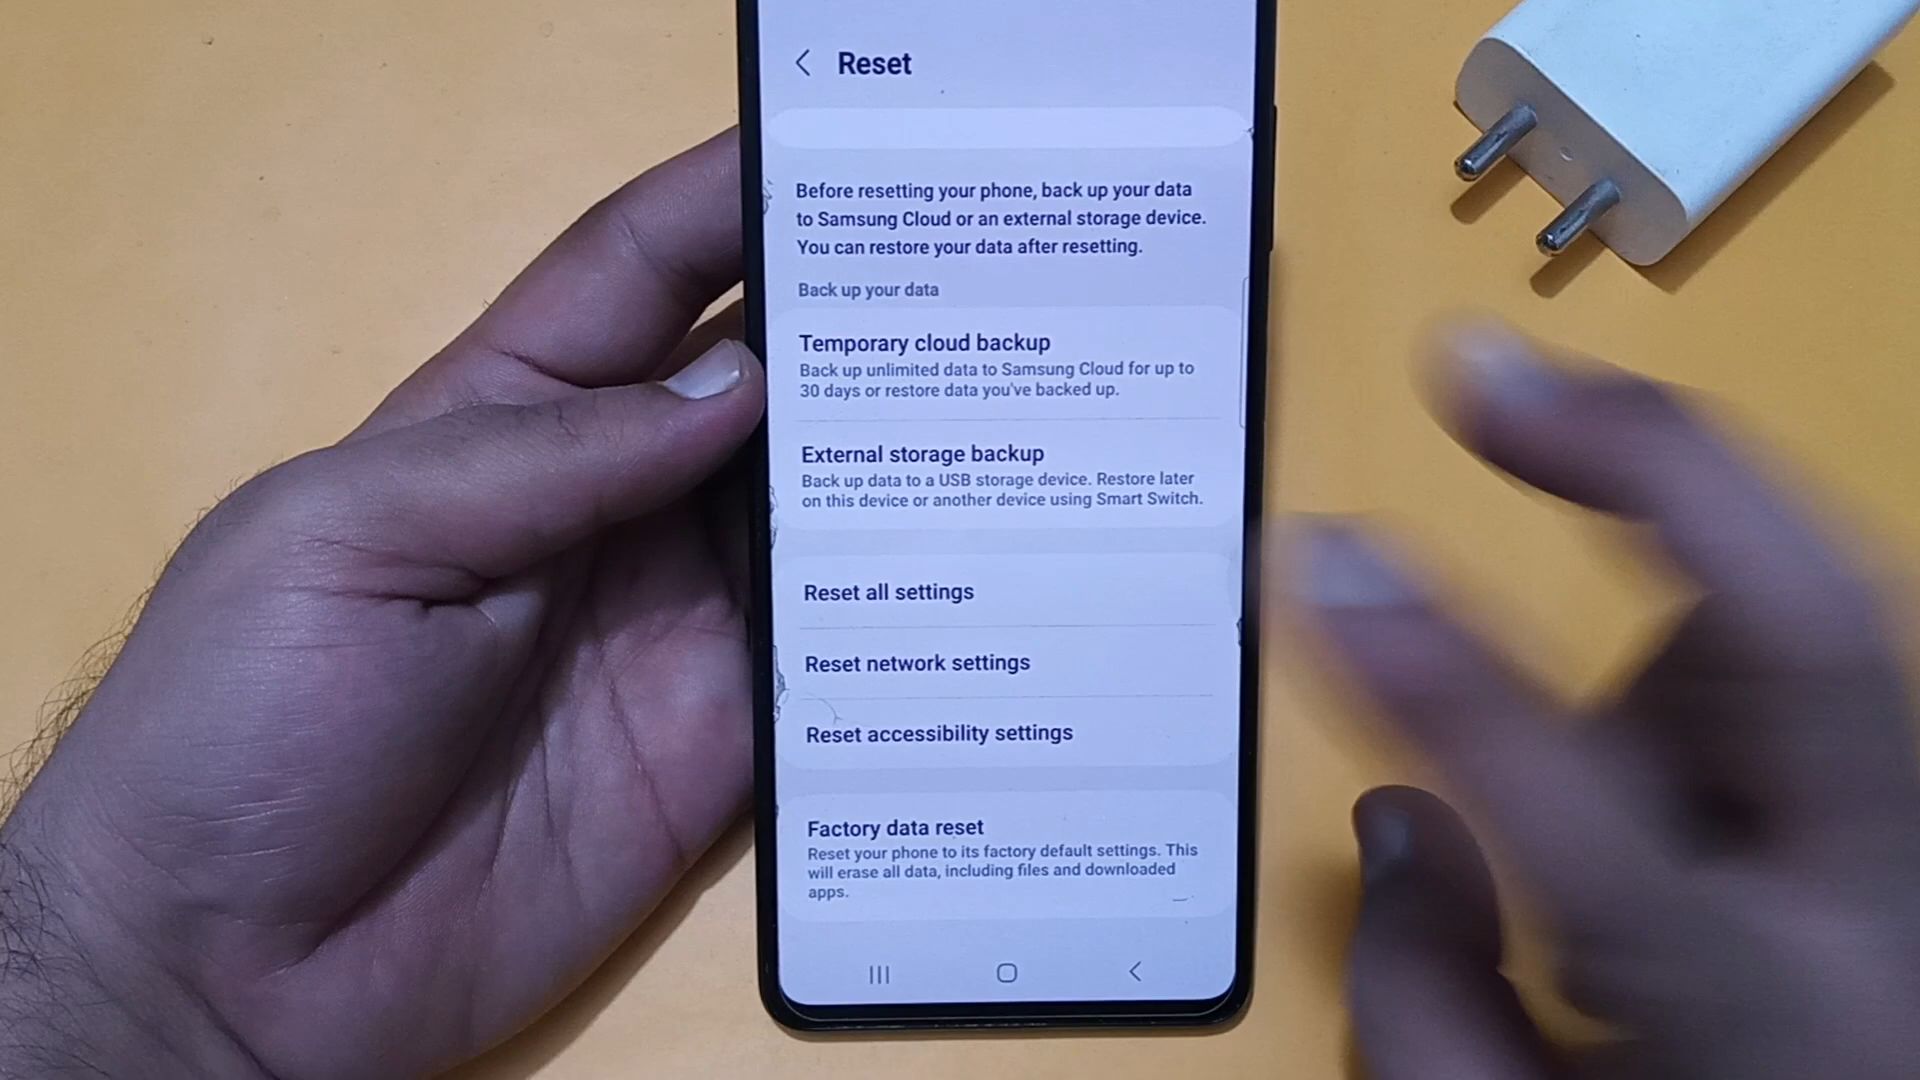 Reset
Before resetting your phone, back up your data
to Samsung Cloud or an external storage device.
You can restore your data after resetting.
Back up your data
Temporary cloud backup
Back up unlimited data to Samsung Cloud for up to
30 days or restore data you've backed up.
External storage backup
Back up data to a USB storage device. Restore later
on this device or another device using Smart Switch.
Reset all settings
Reset network settings
Reset accessibility settings
Factory data reset
Reset your phone to its factory default settings. This
will erase all data, including files and downloaded
apps.